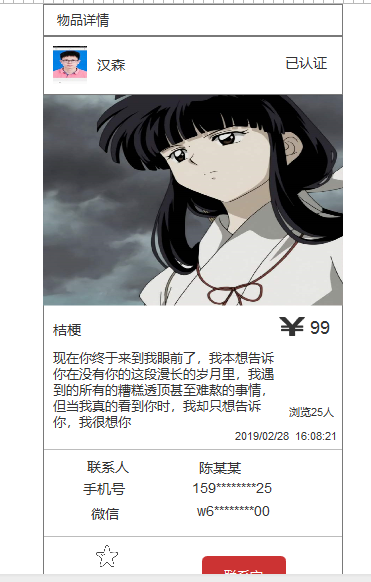 物品详情
汉森
已认证
桔梗
¥ 99
现在你终于来到我眼前了，我本想告诉
你在没有你的这段漫长的岁月里，我遇
到的所有的糟糕透顶甚至难熬的事情，
但当我真的看到你时，我却只想告诉
你，我很想你
浏览25人
2019/02/28 16:08:21
联系人 陈某某
手机号 159********25
微信 w6********00